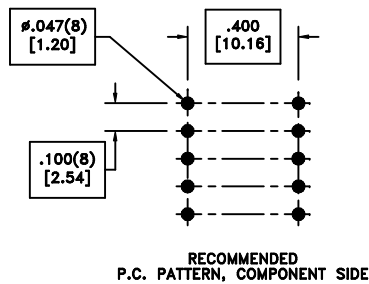 ø.047(8)
[1.20]
.400
[10.16]
.100(8)
[2.54]
RECOMMENDED
P.C. PATTERN, COMPONENT SIDE